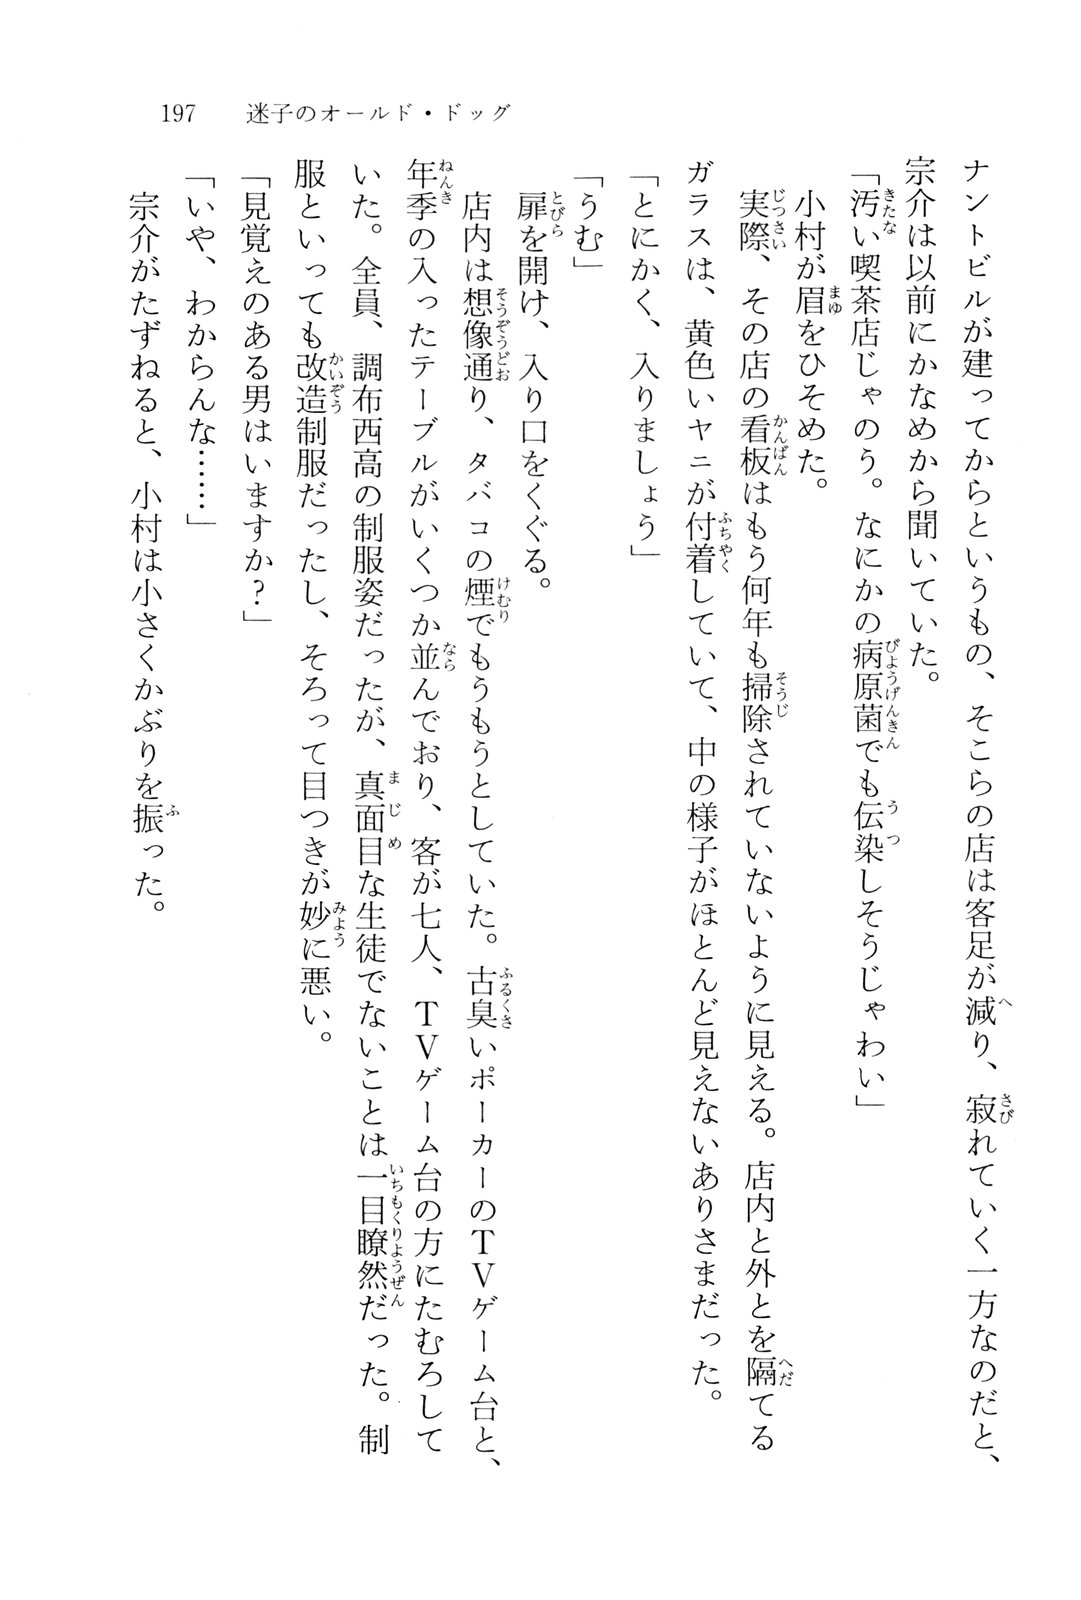 197　迷子のオールド・ドッグ
ナントビルが建ってからというもの、そこらの店は客足が減り、寂れていく一方なのだと、
宗介は以前にかなめから聞いていた。
「汚い喫茶店じゃのう。なにかの病原菌でも伝染しそうじゃわい」
小村が眉をひそめた。
実際、その店の看板はもう何年も掃除されていないように見える。店内と外とを隔てる
ガラスは、黄色いヤニが付着していて、中の様子がほとんど見えないありさまだった。
「とにかく、入りましょう」
「うむ」
扉を開け、入り口をくぐる。
店内は想像通り、タバコの煙でもうもうとしていた。古臭いポーカーのTVゲーム台と、
年季の入ったテーブルがいくつか並んでおり、客が七人、TVゲーム台の方にたむろして
いた。全員、調布西高の制服姿だったが、真面目な生徒でないことは一目瞭然だった。制
服といっても改造制服だったし、そろって目つきが妙に悪い。
「見覚えのある男はいますか？」
「いや、わからんな……」
宗介がたずねると、小村は小さくかぶりを振った。